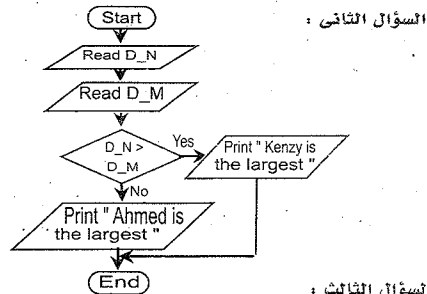 السؤال الثانى :
Start
Read D_N
Read D_M
D_N >
D_M
Yes
Print " Kenzy is
the largest "
No
Print " Ahmed is
the largest "
End
السؤال الثالث :